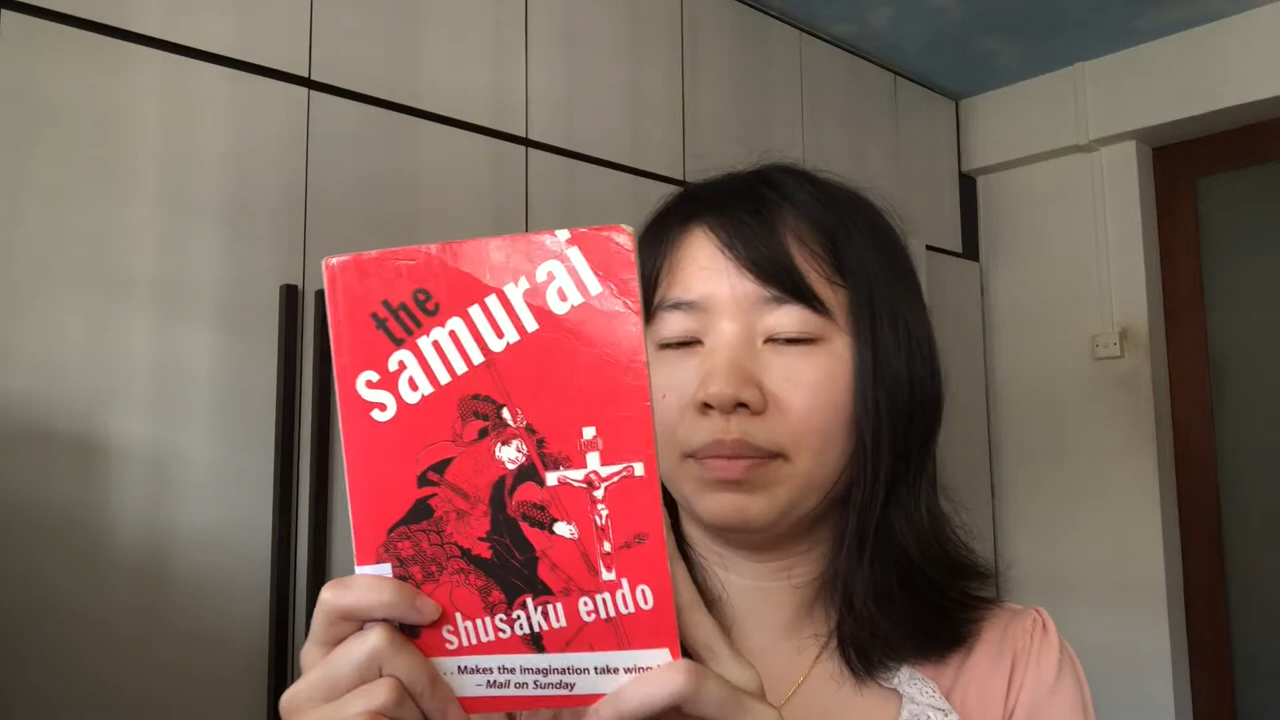 the
samurai
shusaku endo
. . Makes the imagination take wing
– Mail on Sunday